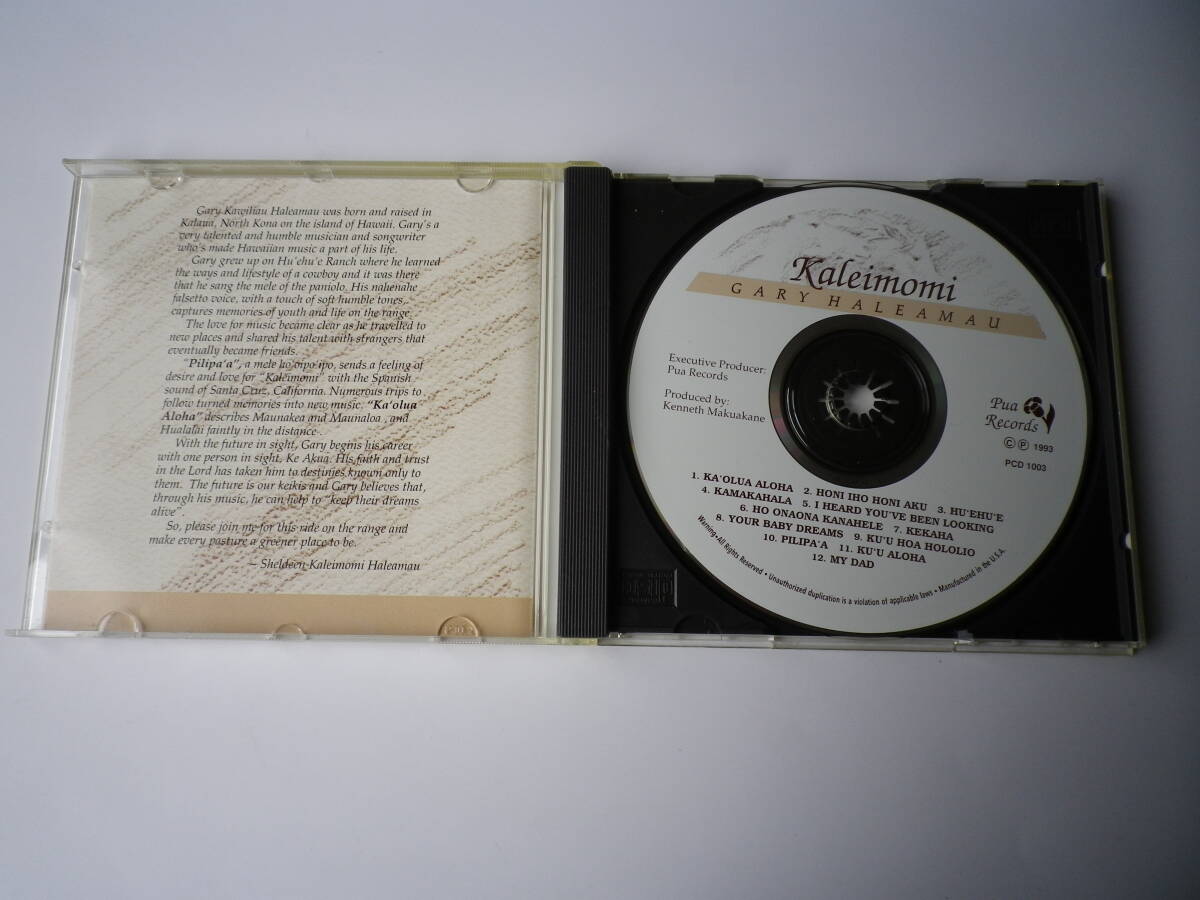 Gary Kawiliau Haleamau was born and raised in
Kalaua, North Kona on the island of Hawaii. Gary's a
very talented and humble musician and songwriter
who's made Hawaiian music a part of his life.
Gary grew up on Hu'ehu'e Ranch where he learned
the ways and lifestyle of a cowboy and it was there
that he sang the mele of the paniolo. His nahenahe
falsetto voice, with a touch of soft humble tones,
captures memories of youth and life on the range.
The love for music became clear as he travelled to
new places and shared his talent with strangers that
eventually became friends.
"Pilipa'a", a mele ho'oipo ipo, sends a feeling of
desire and love for "Kaleimomi" with the Spanish
sound of Santa Cruz, California. Numerous trips to
follow turned memories into new music. "Ka'olua
Aloha" describes Maunakea and Maunaloa, and
Hualalai faintly in the distance.
With the future in sight, Gary begins his career
with one person in sight, Ke Akua. His faith and trust
in the Lord has taken him to destinies known only to
them. The future is our keikis and Gary believes that,
through his music, he can help to "keep their dreams
alive".
So, please join me for this ride on the range and
make every pasture a greener place to be.
— Sheldeen Kaleimomi Haleamau
Kaleimomi
GARY HALEAMAU
Executive Producer:
Pua Records
Produced by:
Kenneth Makuakane
Pua
Records
© ℗ 1993
PCD 1003
1. KA'OLUA ALOHA 2. HONI IHO HONI AKU 3. HU'EHU'E
4. KAMAKAHALA 5. I HEARD YOU'VE BEEN LOOKING
6. HO ONAONA KANAHELE 7. KEKAHA
8. YOUR BABY DREAMS 9. KU'U HOA HOLOLIO
10. PILIPA'A 11. KU'U ALOHA
12. MY DAD
Warning • All Rights Reserved • Unauthorized duplication is a violation of applicable laws • Manufactured in the U.S.A.